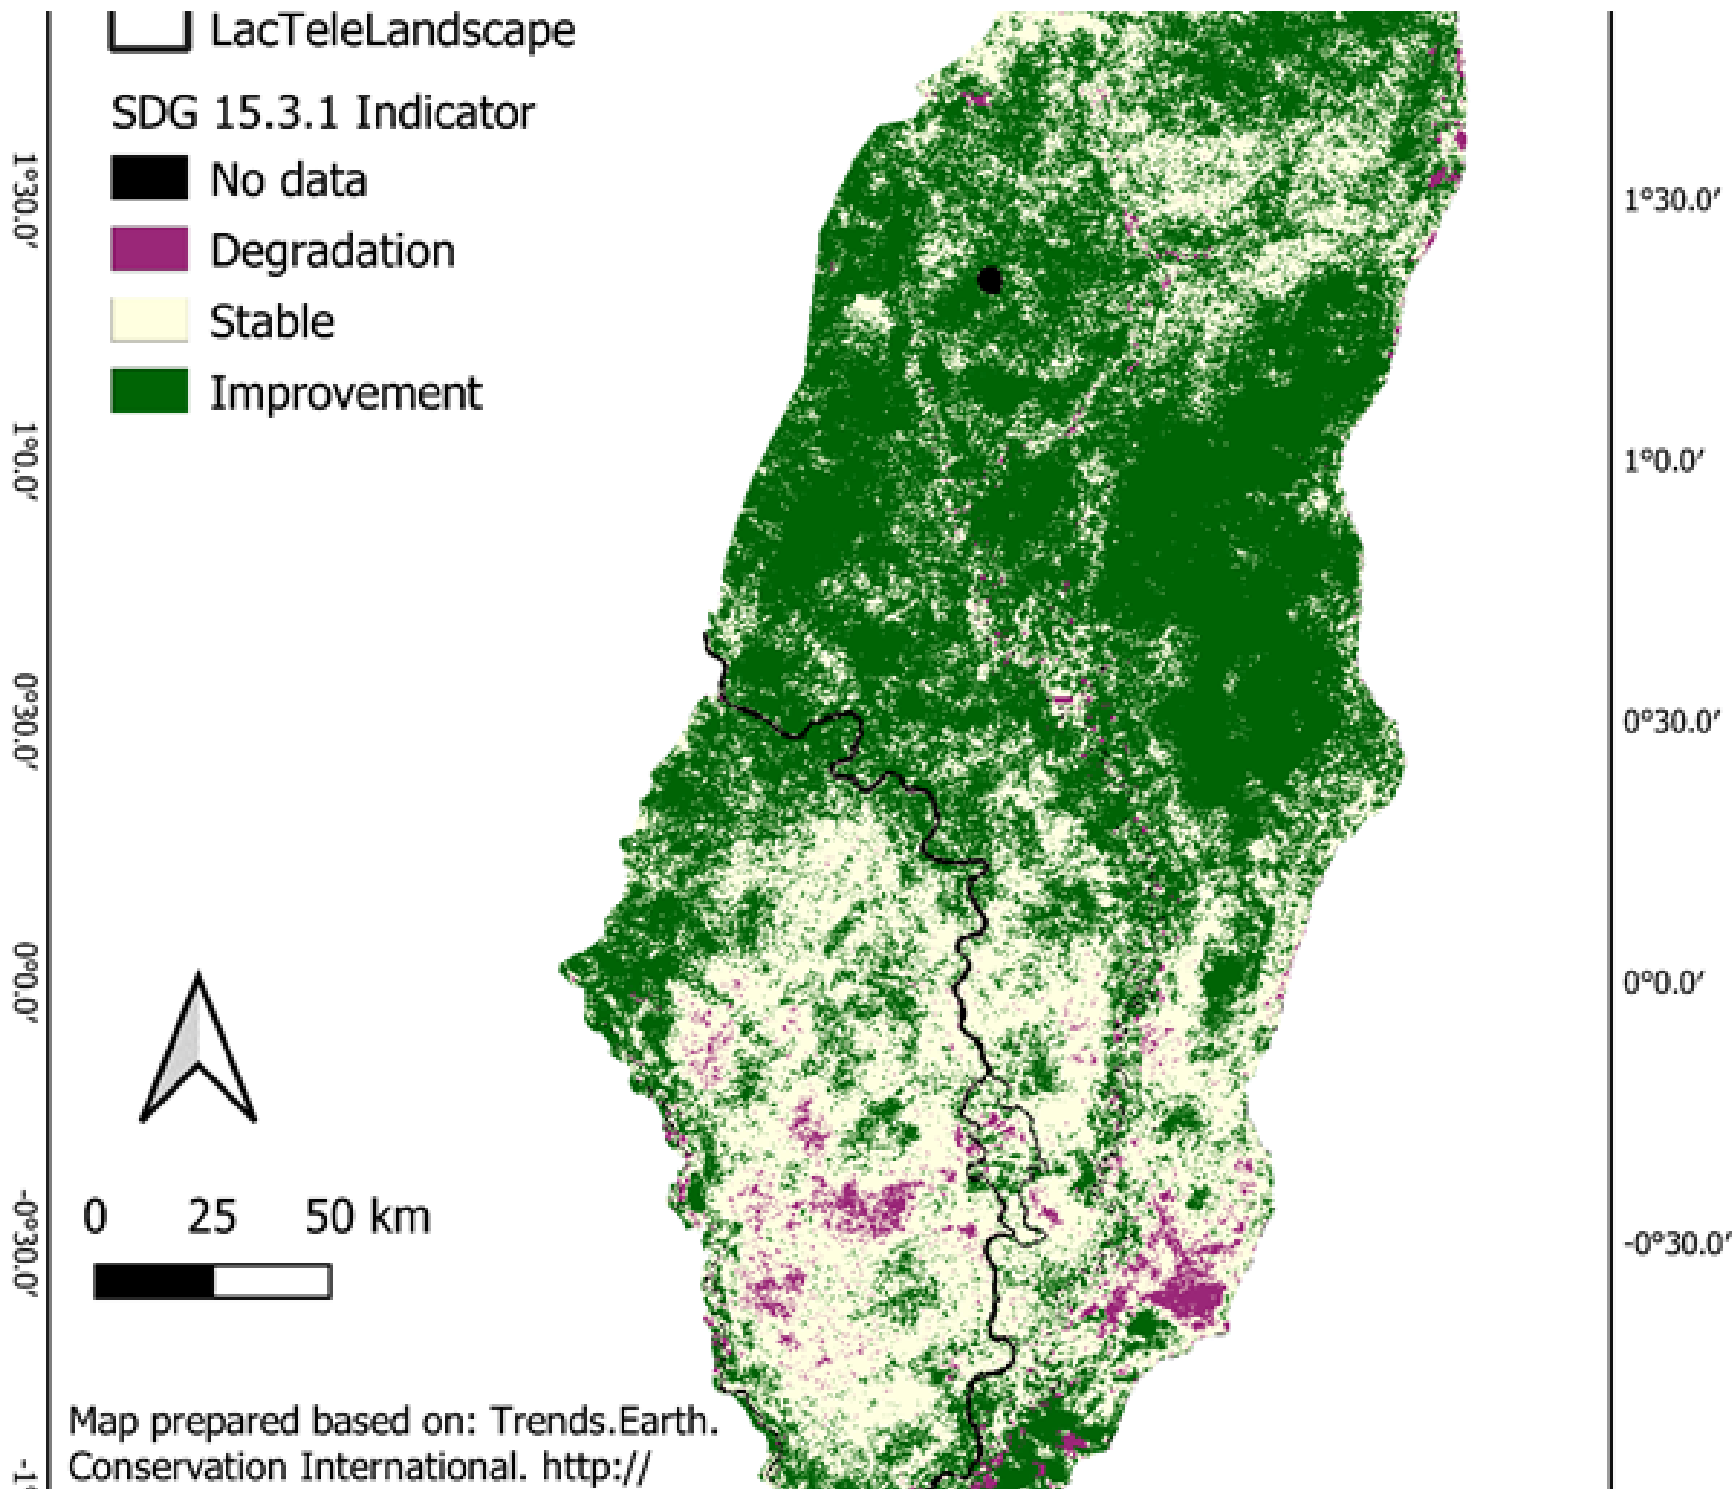 LacTeleLandscape
SDG 15.3.1 Indicator
No data
Degradation
Stable
Improvement
1°30.0′
1°0.0′
0°30.0′
0°0.0′
-0°30.0′
-1°
1°30.0′
1°0.0′
0°30.0′
0°0.0′
-0°30.0′
0 25 50 km
Map prepared based on: Trends.Earth.
Conservation International. http://